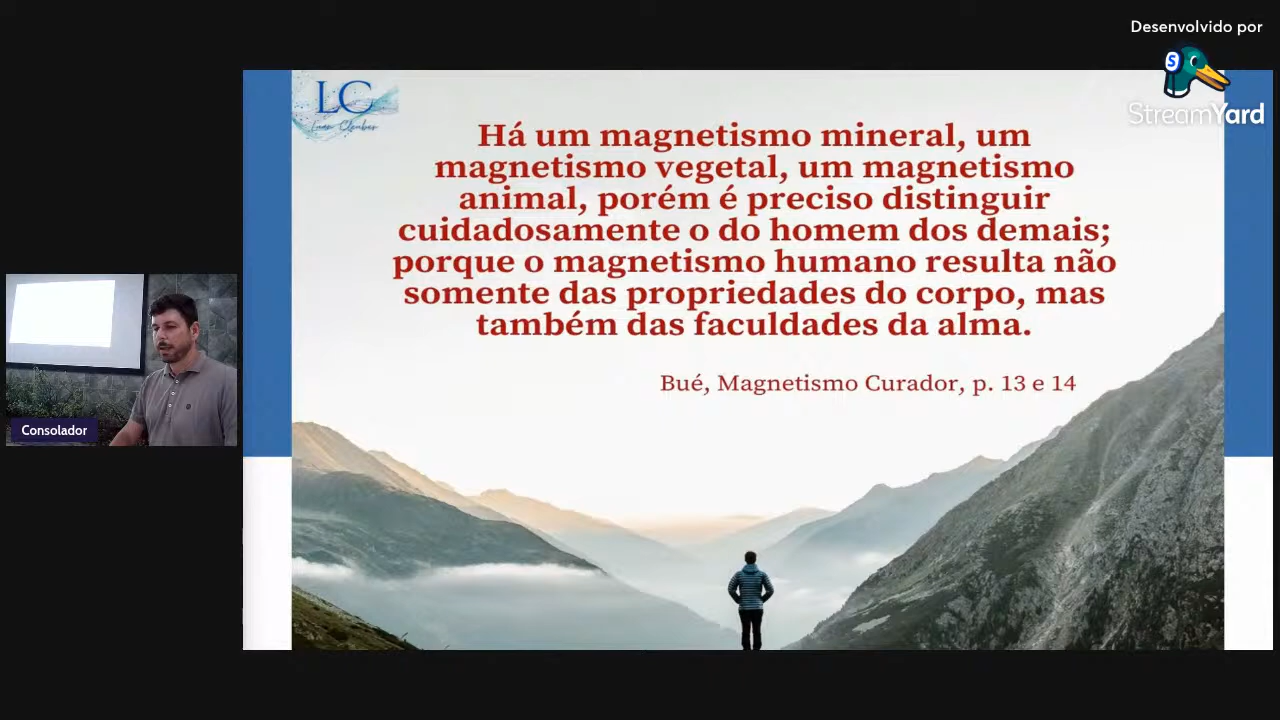 Desenvolvido por
S
StreamYard
LC
Há um magnetismo mineral, um
magnetismo vegetal, um magnetismo
animal, porém é preciso distinguir
cuidadosamente o do homem dos demais;
porque o magnetismo humano resulta não
somente das propriedades do corpo, mas
também das faculdades da alma.
Bué, Magnetismo Curador, p. 13 e 14
Consolador